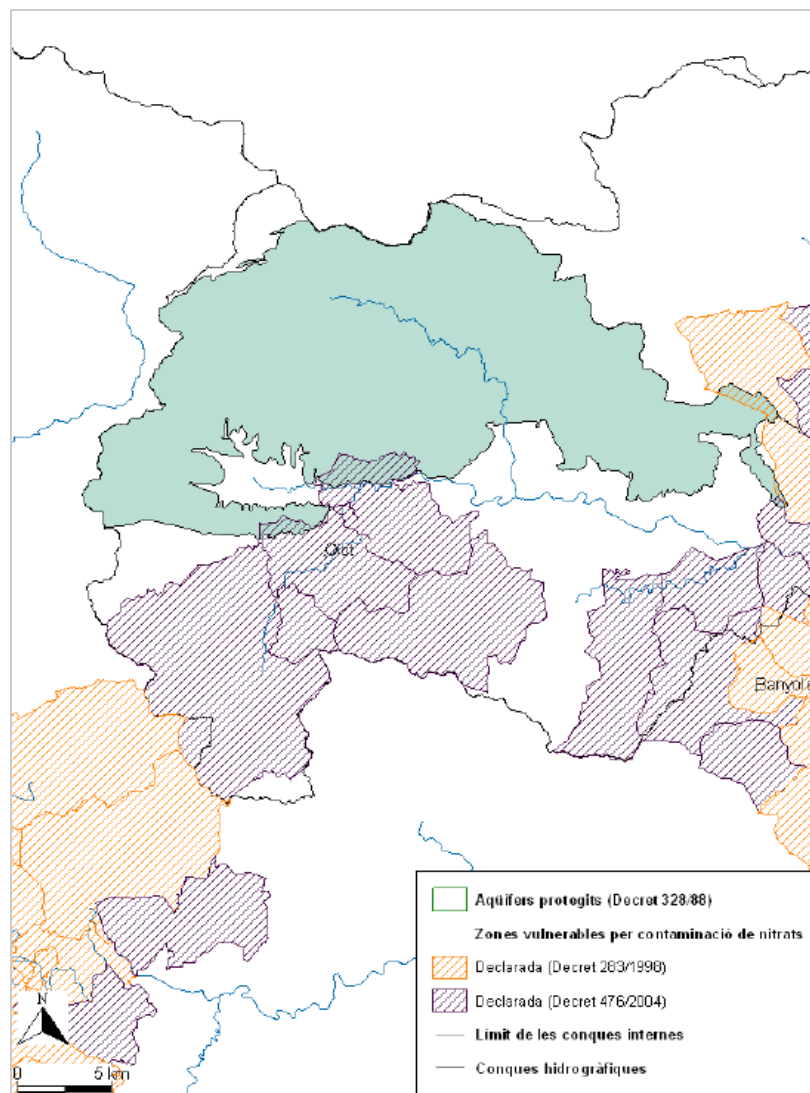 Olot
Banyole
Aqüífers protegits (Decret 328/88)
Zones vulnerables per contaminació de nitrats
Declarada (Decret 283/1998)
Declarada (Decret 476/2004)
Límit de les conques internes
Conques hidrogràfiques
N
0 5 km